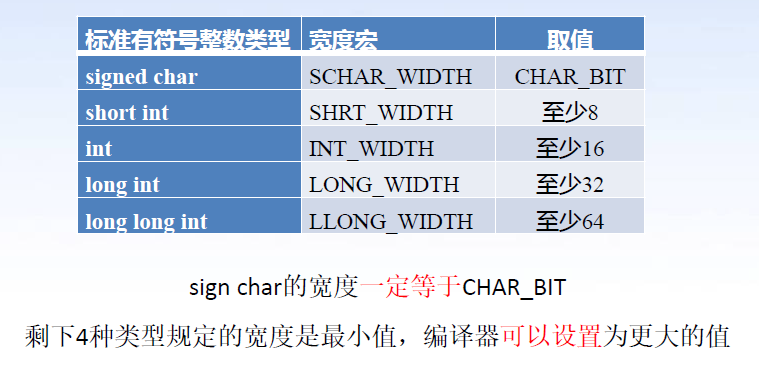 标准有符号整数类型 宽度宏 取值
signed char SCHAR_WIDTH CHAR_BIT
short int SHRT_WIDTH 至少8
int INT_WIDTH 至少16
long int LONG_WIDTH 至少32
long long int LLONG_WIDTH 至少64
sign char的宽度一定等于CHAR_BIT
剩下4种类型规定的宽度是最小值，编译器可以设置为更大的值